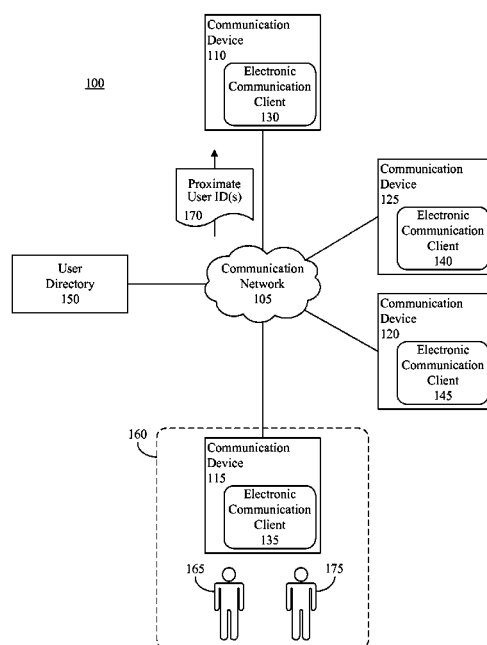 Communication
Device
110
Electronic
Communication
Client
130
100
Proximate
User ID(s)
170
Communication
Device
125
Electronic
Communication
Client
140
User
Directory
150
Communication
Network
105
Communication
Device
120
Electronic
Communication
Client
145
160
Communication
Device
115
Electronic
Communication
Client
135
165
175